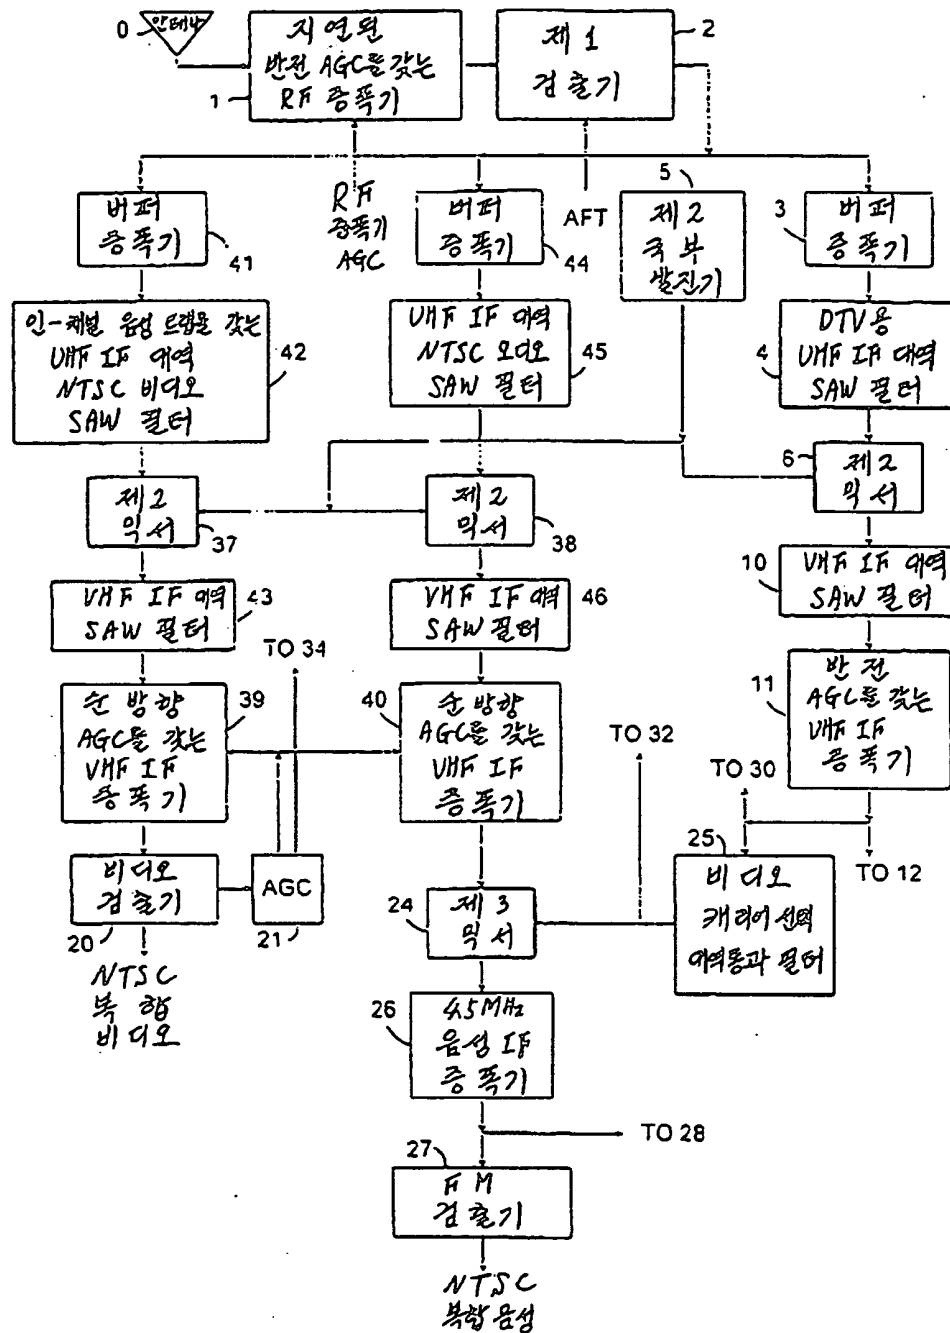 0
안테나
지연된
반전 AGC를 갖는
RF 증폭기
1
제1
검출기
2
버퍼
증폭기
41
RF
증폭기
AGC
버퍼
증폭기
44
AFT
5
제2
국부
발진기
3
버퍼
증폭기
인-채널 음성 트랩을 갖는
UHF IF 대역
NTSC 비디오
SAW 필터
42
UHF IF 대역
NTSC 오디오
SAW 필터
45
DTV용
UHF IF 대역
SAW 필터
4
제2
믹서
37
제2
믹서
38
6
제2
믹서
VHF IF 대역
SAW 필터
43
VHF IF 대역
SAW 필터
46
10
VHF IF 대역
SAW 필터
TO 34
순방향
AGC를 갖는
VHF IF
증폭기
39
40
순방향
AGC를 갖는
VHF IF
증폭기
TO 32
11
반전
AGC를 갖는
VHF IF
증폭기
TO 30
TO 12
비디오
검출기
20
AGC
21
24
제3
믹서
25
비디오
캐리어 선택
대역통과 필터
NTSC
복합
비디오
26
4.5MHz
음성 IF
증폭기
TO 28
27
FM
검출기
NTSC
복합 음성